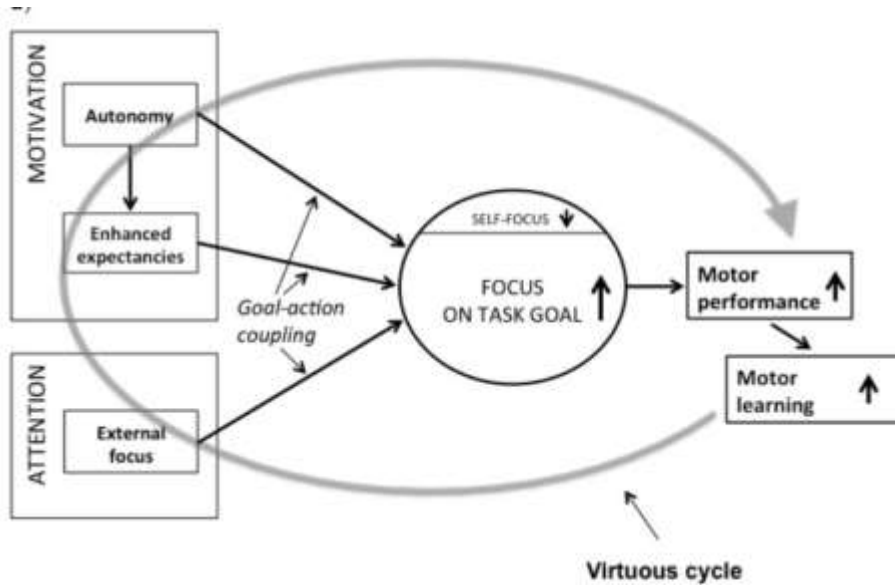 MOTIVATION
Autonomy
Enhanced
expectancies
Goal-action
coupling
ATTENTION
External
focus
SELF-FOCUS
FOCUS
ON TASK GOAL
Motor
performance
Motor
learning
Virtuous cycle